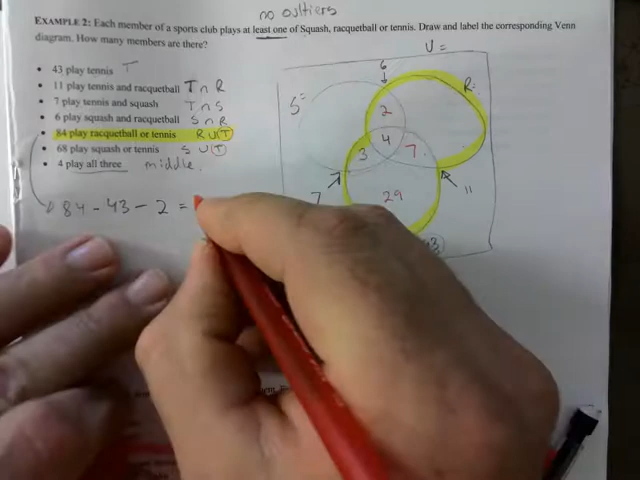 no outliers
EXAMPLE 2: Each member of a sports club plays at least one of Squash, racquetball or tennis. Draw and label the corresponding Venn
diagram. How many members are there?
U =
• 43 play tennis T
• 11 play tennis and racquetball T ∩ R
• 7 play tennis and squash T ∩ S
• 6 play squash and racquetball S ∩ R
• 84 play racquetball or tennis R ∪ T
• 68 play squash or tennis S ∪ T
• 4 play all three middle.
84 - 43 - 2 =
6
S=
R
2
4
3
7
7
11
29
43